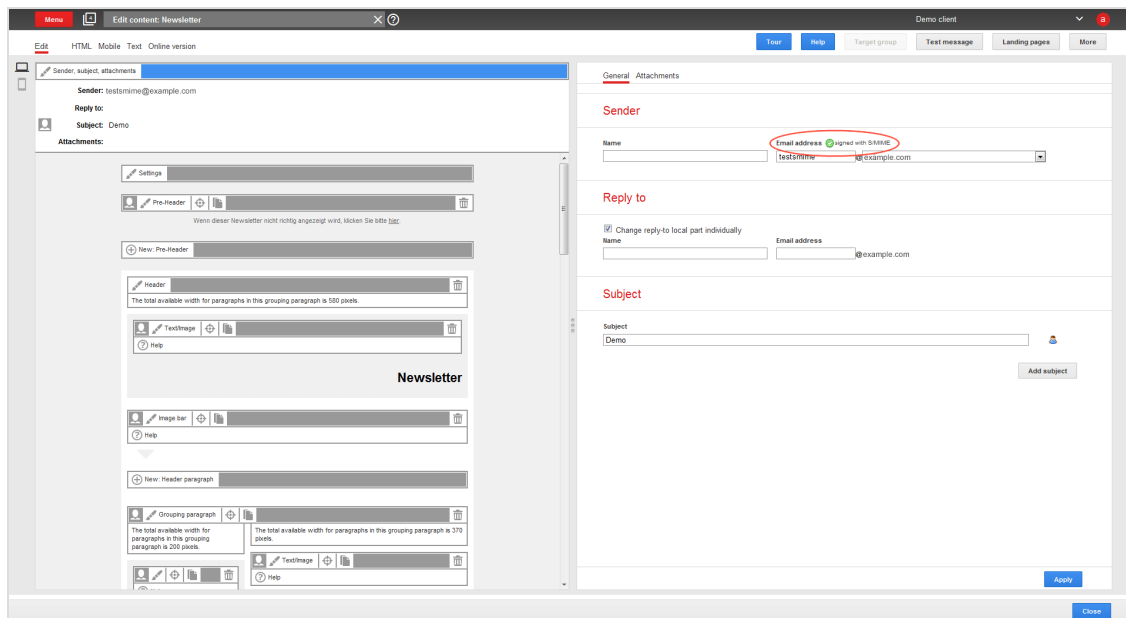 Menu
4
Edit content: Newsletter
Demo client
a
Edit HTML Mobile Text Online version
Tour
Help
Target group
Test message
Landing pages
More
Sender, subject, attachments
Sender: testsmime@example.com
Reply to:
Subject: Demo
Attachments:
Settings
Pre-Header
Wenn dieser Newsletter nicht richtig angezeigt wird, klicken Sie bitte hier.
New: Pre-Header
Header
The total available width for paragraphs in this grouping paragraph is 580 pixels.
Text/Image
Help
Newsletter
Image bar
Help
New: Header paragraph
Grouping paragraph
The total available width for
paragraphs in this grouping
paragraph is 200 pixels.
The total available width for paragraphs in this grouping paragraph is 370
pixels.
Text/Image
Help
General Attachments
Sender
Name
Email address signed with S/MIME
testsmime @ example.com
Reply to
Change reply-to local part individually
Name
Email address
@example.com
Subject
Subject
Demo
Add subject
Apply
Close